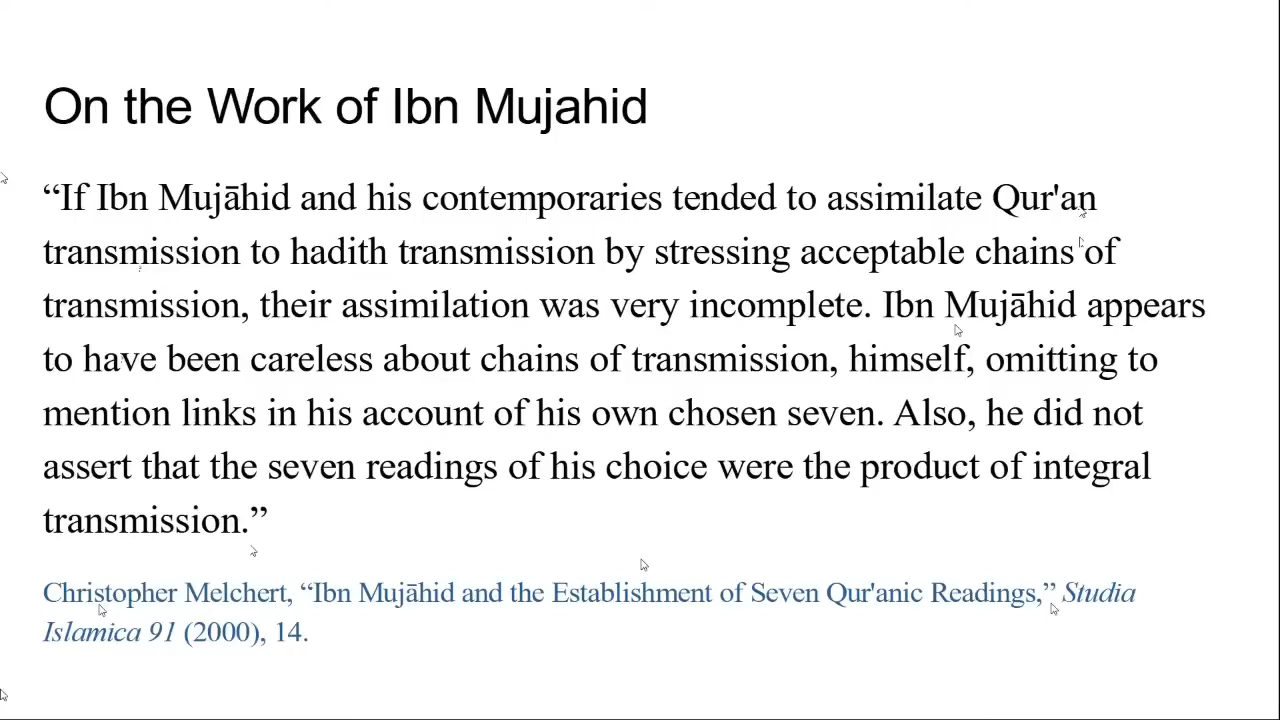 On the Work of Ibn Mujahid
“If Ibn Mujāhid and his contemporaries tended to assimilate Qur'an
transmission to hadith transmission by stressing acceptable chains of
transmission, their assimilation was very incomplete. Ibn Mujāhid appears
to have been careless about chains of transmission, himself, omitting to
mention links in his account of his own chosen seven. Also, he did not
assert that the seven readings of his choice were the product of integral
transmission.”
Christopher Melchert, “Ibn Mujāhid and the Establishment of Seven Qur'anic Readings,” Studia
Islamica 91 (2000), 14.